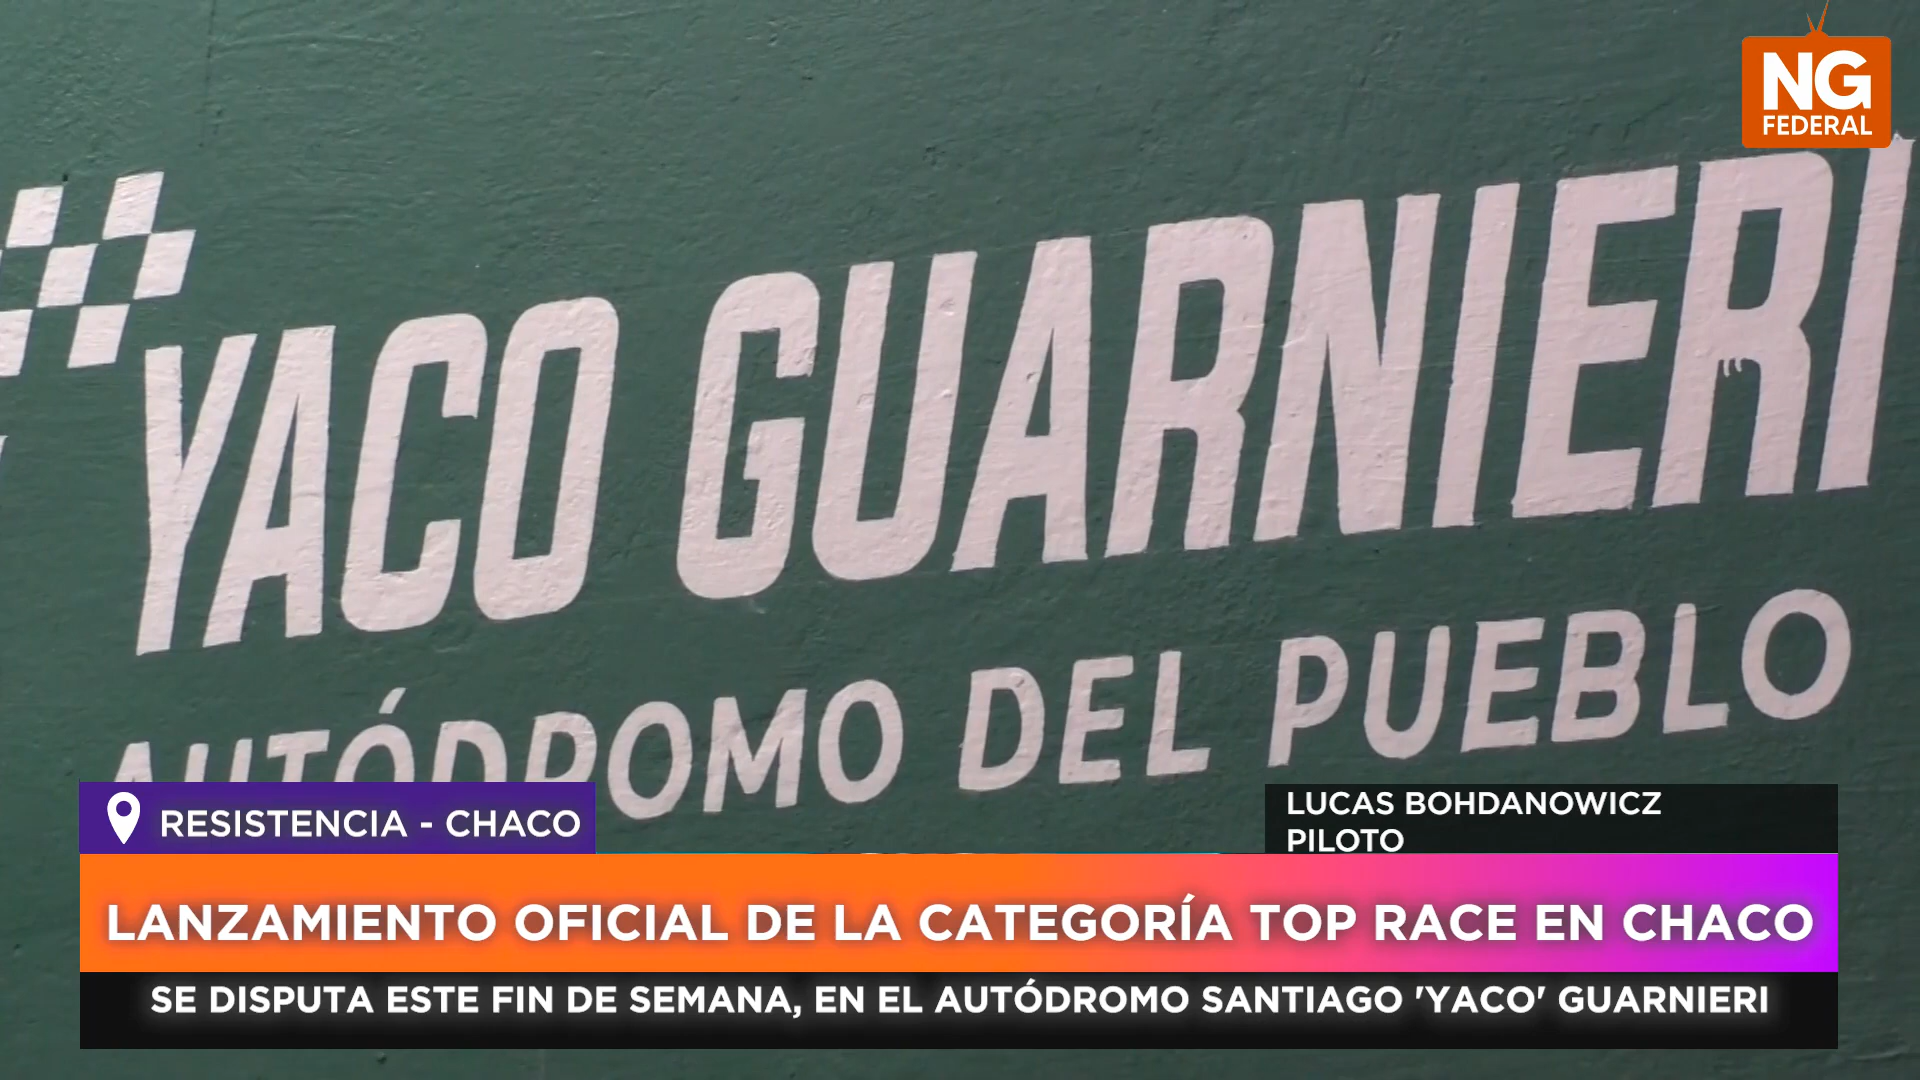 NG
FEDERAL
YACO GUARNIERI
AUTÓDROMO DEL PUEBLO
RESISTENCIA - CHACO
LUCAS BOHDANOWICZ
PILOTO
LANZAMIENTO OFICIAL DE LA CATEGORÍA TOP RACE EN CHACO
SE DISPUTA ESTE FIN DE SEMANA, EN EL AUTÓDROMO SANTIAGO 'YACO' GUARNIERI